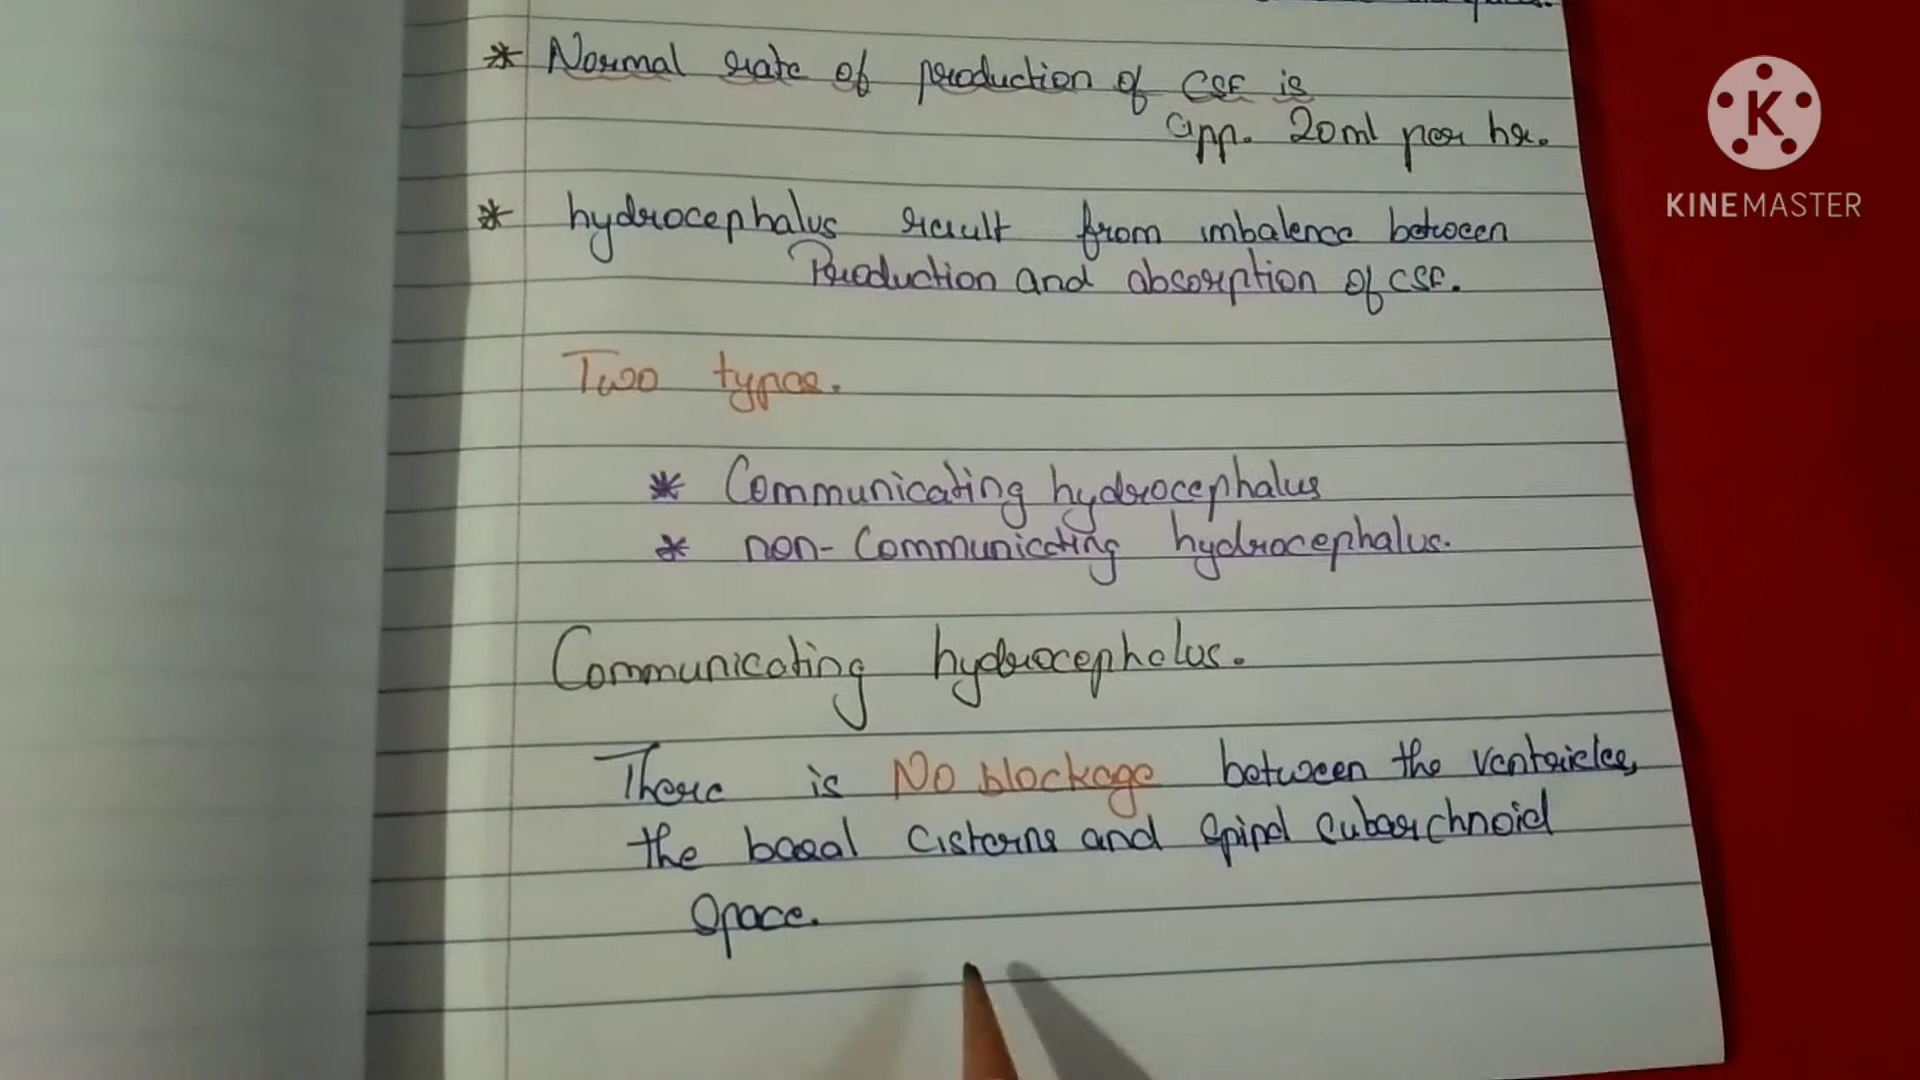 * Normal rate of production of CSF is
app. 20ml per hr.
* hydrocephalus result from imbalence between
Production and absorption of CSF.
Two types.
* Communicating hydrocephalus
* non-Communicating hydrocephalus.
Communicating hydrocephalus.
There is No blockage between the ventricles,
the basal cisterns and spinal subarchnoid
space.
K
KINEMASTER